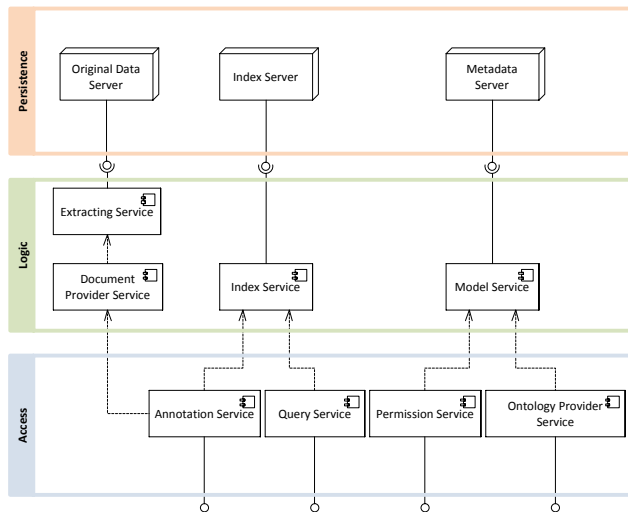 Persistence
Original Data
Server
Index Server
Metadata
Server
Logic
Extracting Service
Document
Provider Service
Index Service
Model Service
Access
Annotation Service
Query Service
Permission Service
Ontology Provider
Service